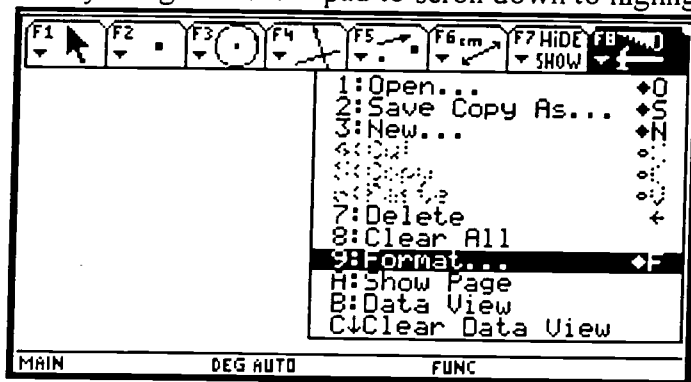 F1 F2 F3 F4 F5 F6 cm F7 HIDE SHOW F8
1:Open... ◆O
2:Save Copy As... ◆S
3:New... ◆N
7:Delete ←
8:Clear All
9:Format... ◆F
A:Show Page
B:Data View
C↓Clear Data View
MAIN DEG AUTO FUNC